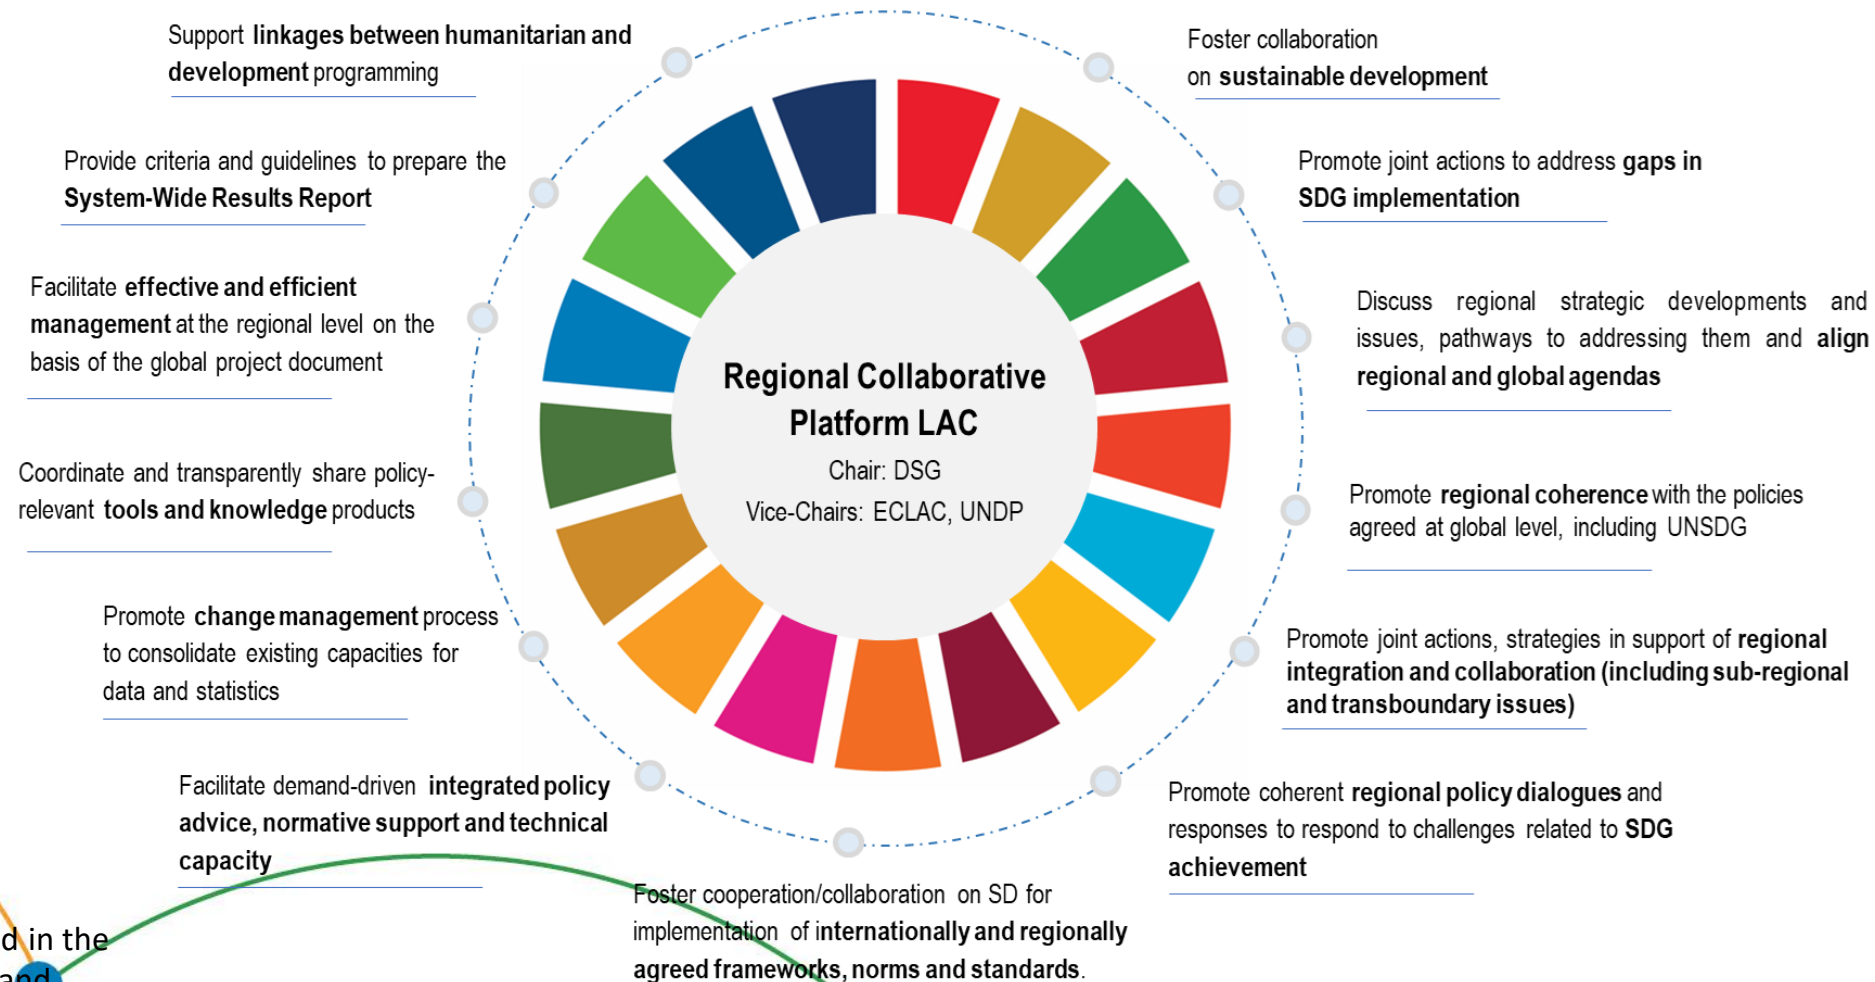 Support linkages between humanitarian and
development programming
Provide criteria and guidelines to prepare the
System-Wide Results Report
Facilitate effective and efficient
management at the regional level on the
basis of the global project document
Coordinate and transparently share policy-
relevant tools and knowledge products
Promote change management process
to consolidate existing capacities for
data and statistics
Facilitate demand-driven integrated policy
advice, normative support and technical
capacity
Regional Collaborative
Platform LAC
Chair: DSG
Vice-Chairs: ECLAC, UNDP
Foster collaboration
on sustainable development
Promote joint actions to address gaps in
SDG implementation
Discuss regional strategic developments and
issues, pathways to addressing them and align
regional and global agendas
Promote regional coherence with the policies
agreed at global level, including UNSDG
Promote joint actions, strategies in support of regional
integration and collaboration (including sub-regional
and transboundary issues)
Promote coherent regional policy dialogues and
responses to respond to challenges related to SDG
achievement
Foster cooperation/collaboration on SD for
implementation of internationally and regionally
agreed frameworks, norms and standards.
d in the
and